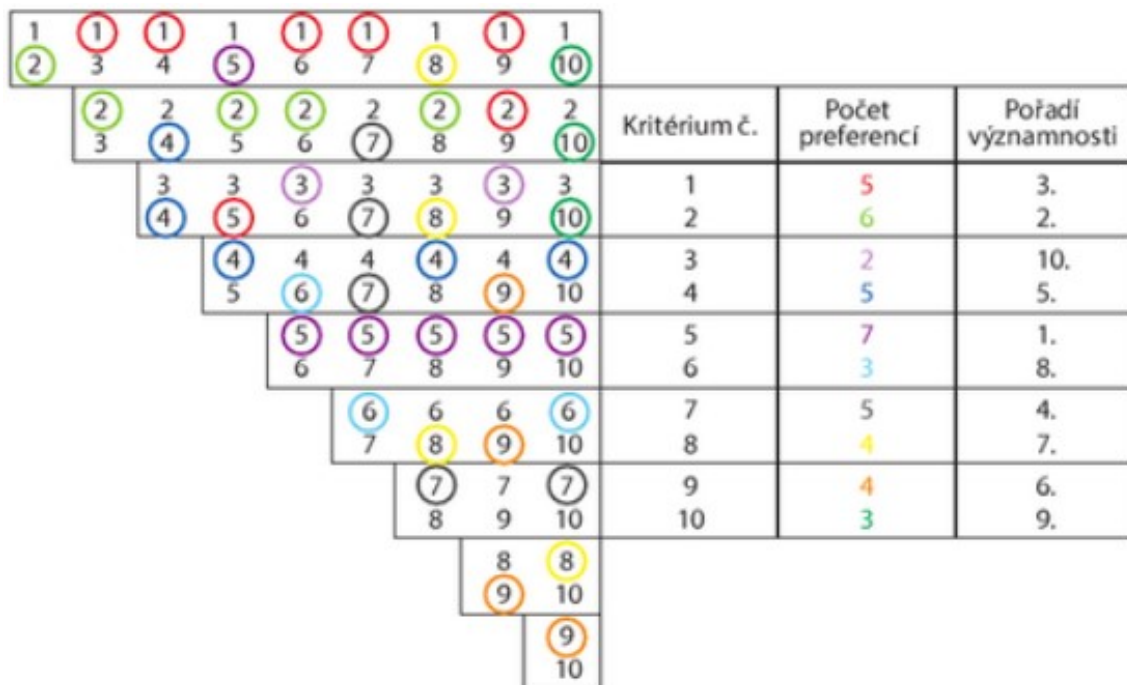 1 1 1 1 1 1 1 1 1
2 3 4 5 6 7 8 9 10
2 2 2 2 2 2 2 2
3 4 5 6 7 8 9 10
Kritérium č. Počet preferencí Pořadí významnosti
3 3 3 3 3 3 3 1 5 3.
4 5 6 7 8 9 10 2 6 2.
4 4 4 4 4 4 3 2 10.
5 6 7 8 9 10 4 5 5.
5 5 5 5 5 5 7 1.
6 7 8 9 10 6 3 8.
6 6 6 6 7 5 4.
7 8 9 10 8 4 7.
7 7 7 9 4 6.
8 9 10 10 3 9.
8 8
9 10
9
10